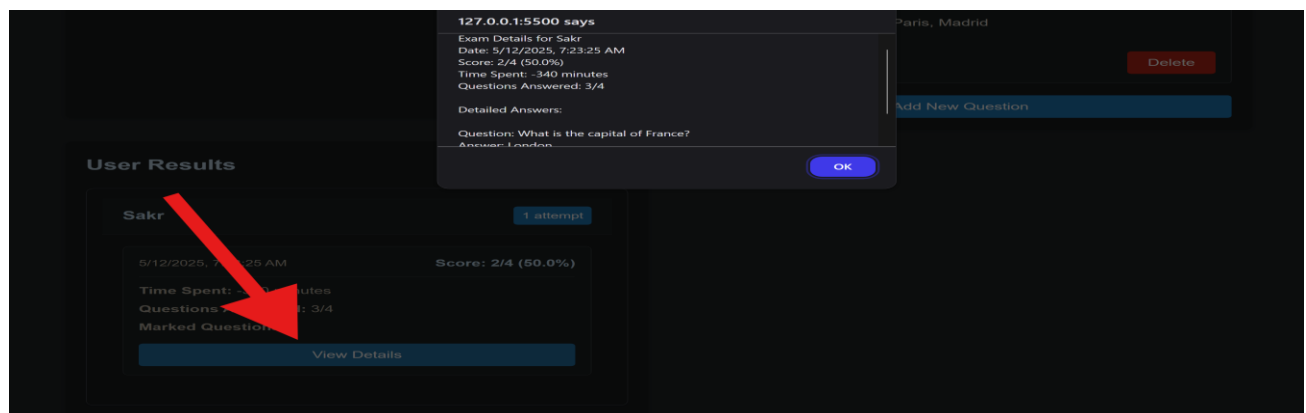 127.0.0.1:5500 says
Exam Details for Sakr
Date: 5/12/2025, 7:23:25 AM
Score: 2/4 (50.0%)
Time Spent: -340 minutes
Questions Answered: 3/4
Detailed Answers:
Question: What is the capital of France?
Answer: London
OK
Paris, Madrid
Delete
Add New Question
User Results
Sakr
1 attempt
5/12/2025, 7:25 AM
Score: 2/4 (50.0%)
Time Spent: minutes
Questions : 3/4
Marked Question
View Details